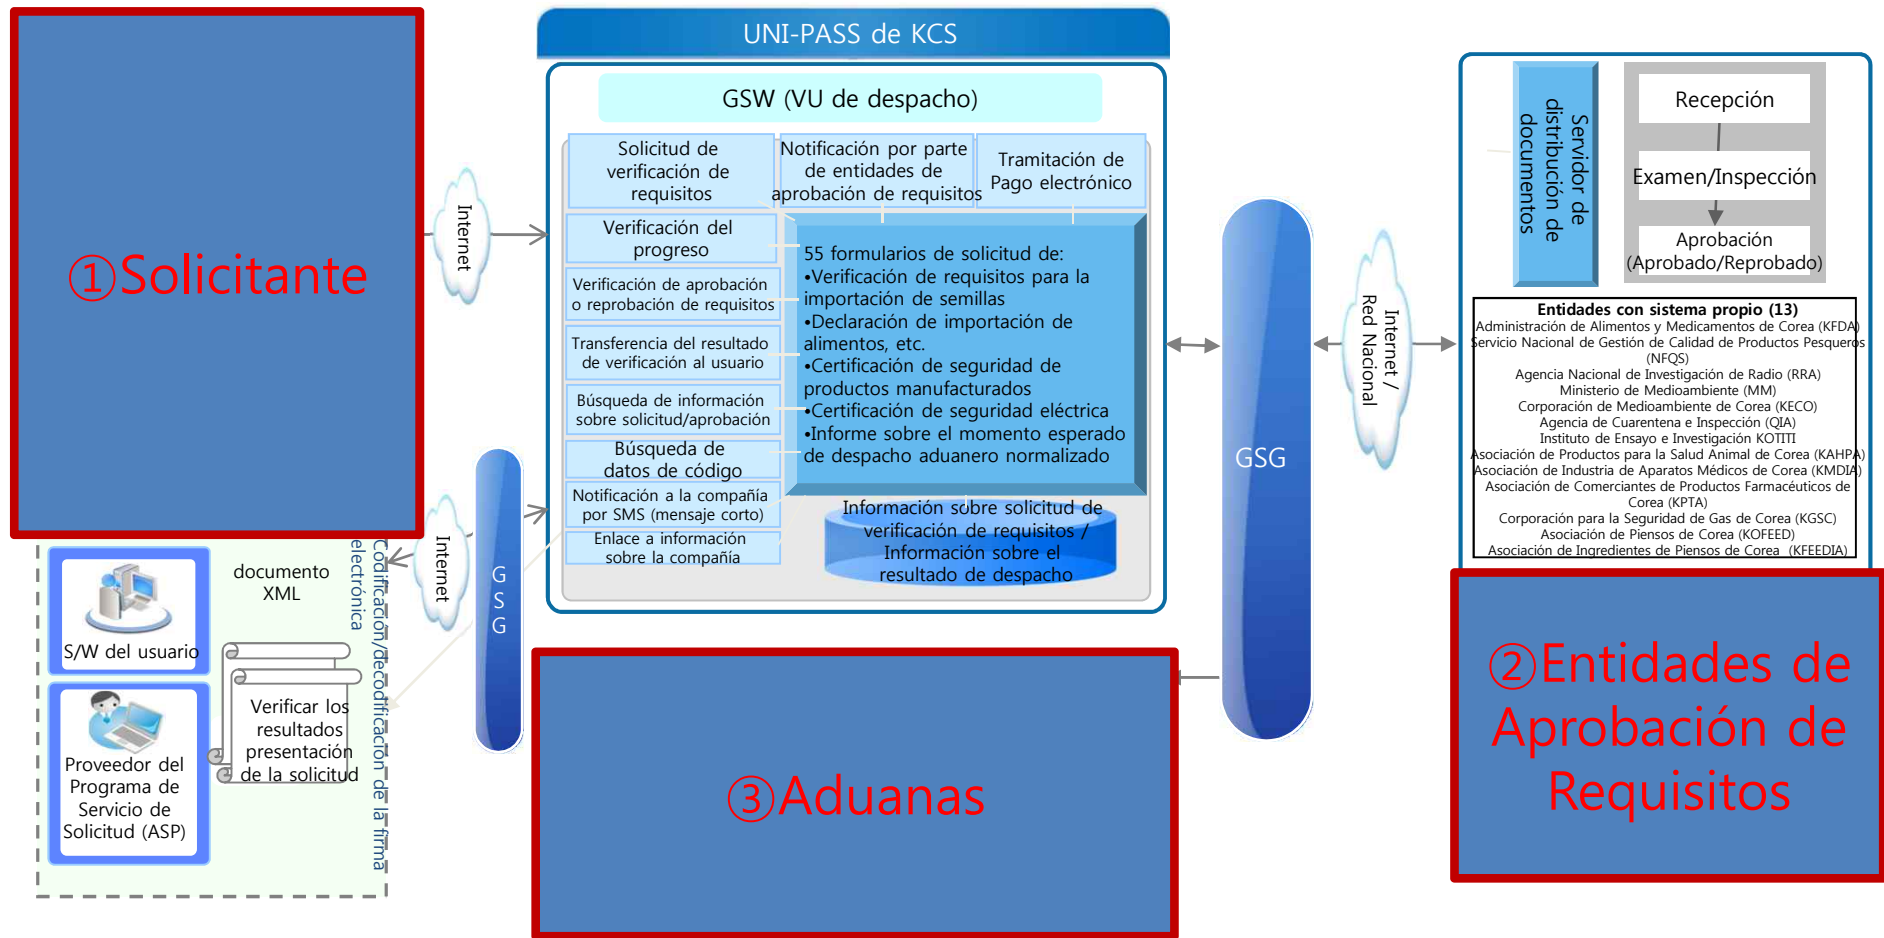 UNI-PASS de KCS
GSW (VU de despacho)
Solicitud de
verificación de
requisitos
Notificación por parte
de entidades de
aprobación de requisitos
Tramitación de
Pago electrónico
Verificación del
progreso
Verificación de aprobación
o reprobación de requisitos
Transferencia del resultado
de verificación al usuario
Búsqueda de información
sobre solicitud/aprobación
Búsqueda de
datos de código
Notificación a la compañía
por SMS (mensaje corto)
Enlace a información
sobre la compañía
55 formularios de solicitud de:
•Verificación de requisitos para la
importación de semillas
•Declaración de importación de
alimentos, etc.
•Certificación de seguridad de
productos manufacturados
•Certificación de seguridad eléctrica
•Informe sobre el momento esperado
de despacho aduanero normalizado
Información sobre solicitud de
verificación de requisitos /
Información sobre el
resultado de despacho
①Solicitante
Internet
Internet
G
S
G
documento
XML
Codificación/decodificación de la firma
electrónica
S/W del usuario
Verificar los
resultados
presentación
de la solicitud
Proveedor del
Programa de
Servicio de
Solicitud (ASP)
③Aduanas
GSG
Internet /
Red Nacional
Servidor de
distribución de
documentos
Recepción
Examen/Inspección
Aprobación
(Aprobado/Reprobado)
Entidades con sistema propio (13)
Administración de Alimentos y Medicamentos de Corea (KFDA)
Servicio Nacional de Gestión de Calidad de Productos Pesqueros
(NFQS)
Agencia Nacional de Investigación de Radio (RRA)
Ministerio de Medioambiente (MM)
Corporación de Medioambiente de Corea (KECO)
Agencia de Cuarentena e Inspección (QIA)
Instituto de Ensayo e Investigación KOTITI
Asociación de Productos para la Salud Animal de Corea (KAHPA)
Asociación de Industria de Aparatos Médicos de Corea (KMDIA)
Asociación de Comerciantes de Productos Farmacéuticos de
Corea (KPTA)
Corporación para la Seguridad de Gas de Corea (KGSC)
Asociación de Piensos de Corea (KOFEED)
Asociación de Ingredientes de Piensos de Corea (KFEEDIA)
②Entidades de
Aprobación de
Requisitos